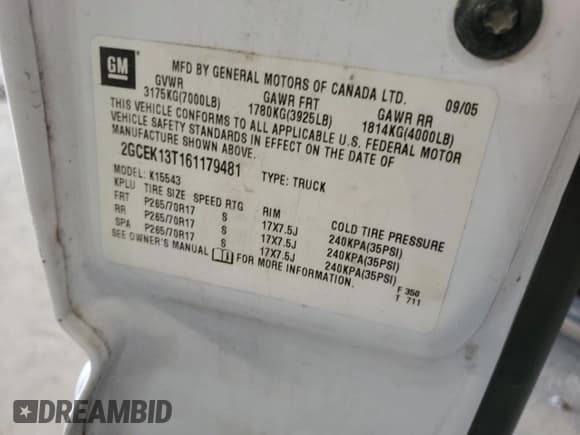 GM
MFD BY GENERAL MOTORS OF CANADA LTD. 09/05
GVWR GAWR FRT GAWR RR
3175KG(7000LB) 1780KG(3925LB) 1814KG(4000LB)
THIS VEHICLE CONFORMS TO ALL APPLICABLE U.S. FEDERAL MOTOR
VEHICLE SAFETY STANDARDS IN EFFECT ON THE DATE OF
MANUFACTURE SHOWN ABOVE.
2GCEK13T161179481 TYPE: TRUCK
MODEL: K15543
KPLU TIRE SIZE SPEED RTG RIM COLD TIRE PRESSURE
FRT P265/70R17 S 17X7.5J 240KPA(35PSI)
RR P265/70R17 S 17X7.5J 240KPA(35PSI)
SPA P265/70R17 S 17X7.5J 240KPA(35PSI)
SEE OWNER'S MANUAL FOR MORE INFORMATION.
F 350
T 711
DREAMBID